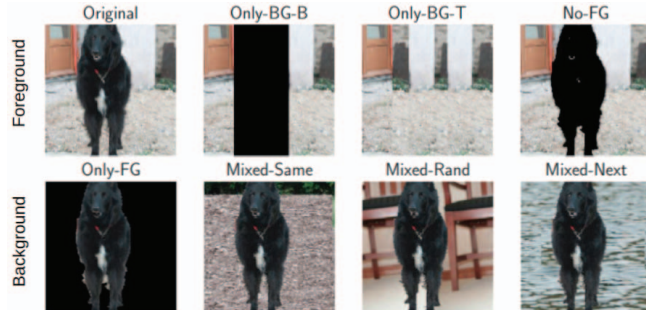 Original Only-BG-B Only-BG-T No-FG
Foreground
Only-FG Mixed-Same Mixed-Rand Mixed-Next
Background